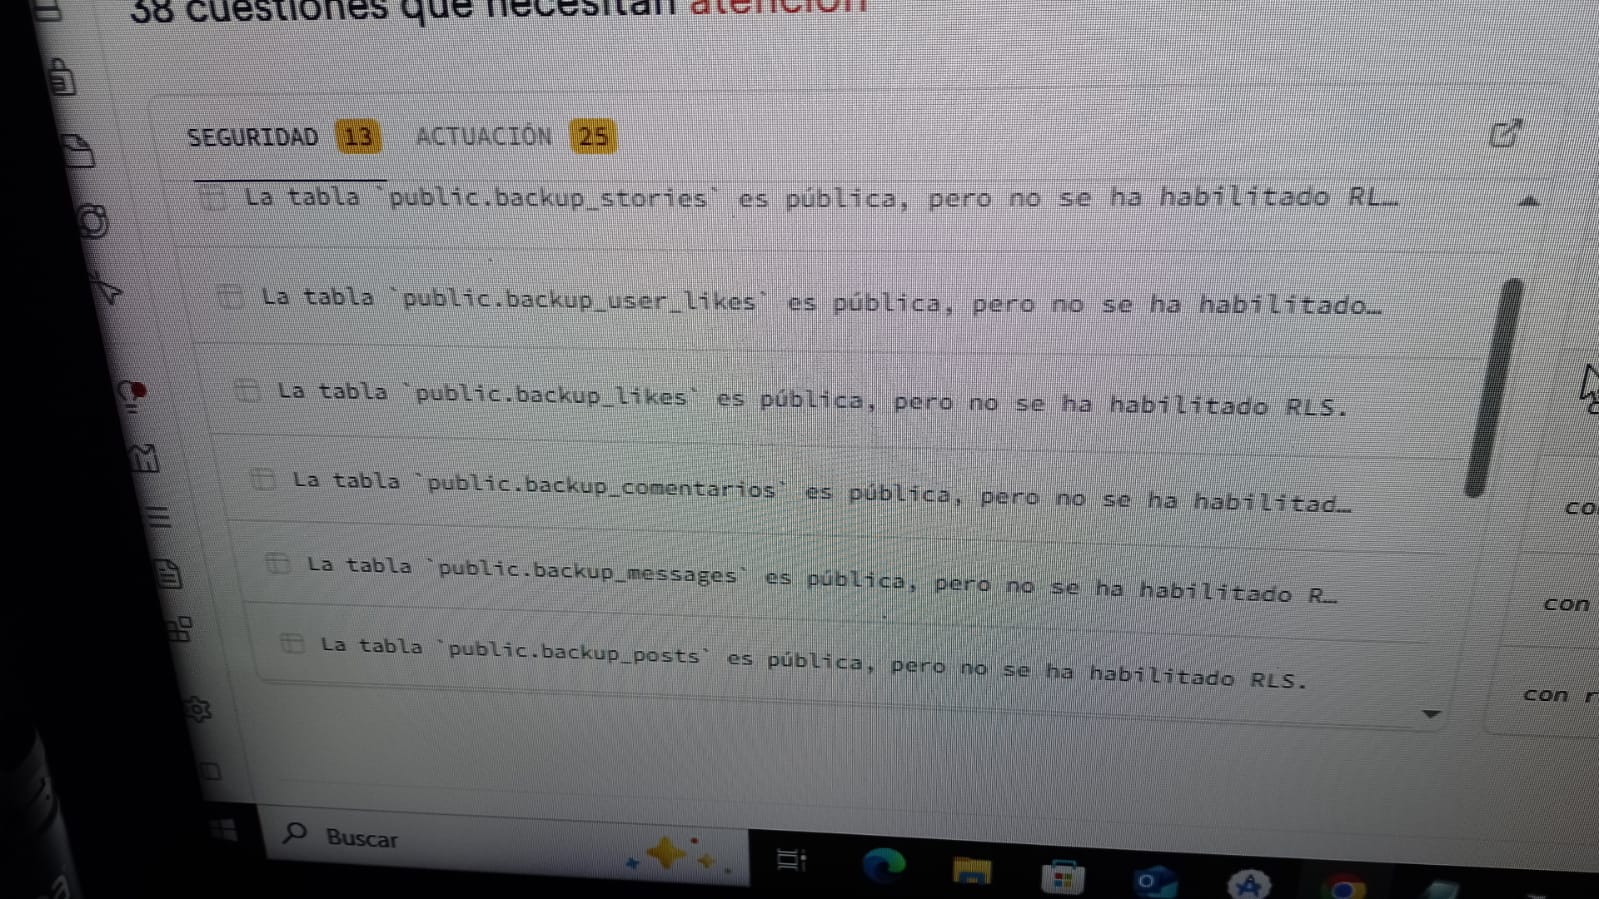 38 cuestiones que necesitan atención
SEGURIDAD 13 ACTUACIÓN 25
La tabla `public.backup_stories` es pública, pero no se ha habilitado RL…
La tabla `public.backup_user_likes` es pública, pero no se ha habilitado…
La tabla `public.backup_likes` es pública, pero no se ha habilitado RLS.
La tabla `public.backup_comentarios` es pública, pero no se ha habilitad…
La tabla `public.backup_messages` es pública, pero no se ha habilitado R…
La tabla `public.backup_posts` es pública, pero no se ha habilitado RLS.
co
con
con r
Buscar